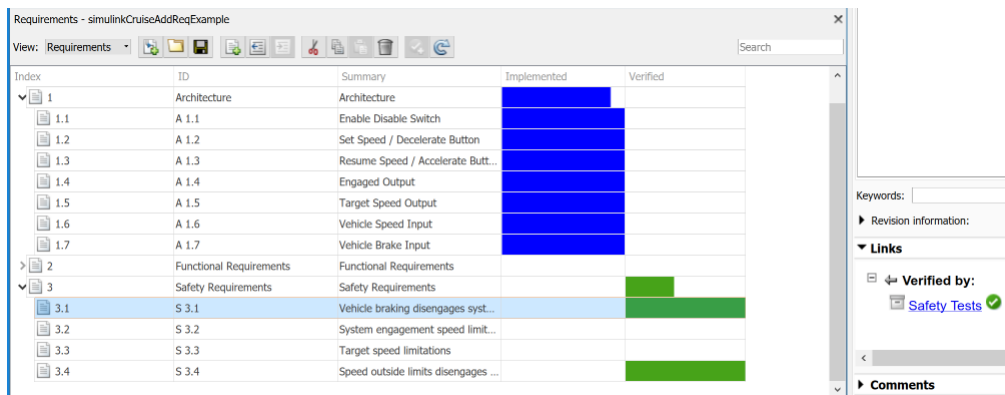 Requirements - simulinkCruiseAddReqExample
View: Requirements
Search
Index ID Summary Implemented Verified
1 Architecture Architecture
1.1 A 1.1 Enable Disable Switch
1.2 A 1.2 Set Speed / Decelerate Button
1.3 A 1.3 Resume Speed / Accelerate Butt...
1.4 A 1.4 Engaged Output
1.5 A 1.5 Target Speed Output
1.6 A 1.6 Vehicle Speed Input
1.7 A 1.7 Vehicle Brake Input
2 Functional Requirements Functional Requirements
3 Safety Requirements Safety Requirements
3.1 S 3.1 Vehicle braking disengages syst...
3.2 S 3.2 System engagement speed limit...
3.3 S 3.3 Target speed limitations
3.4 S 3.4 Speed outside limits disengages ...
Keywords:
Revision information:
Links
Verified by:
Safety Tests
Comments